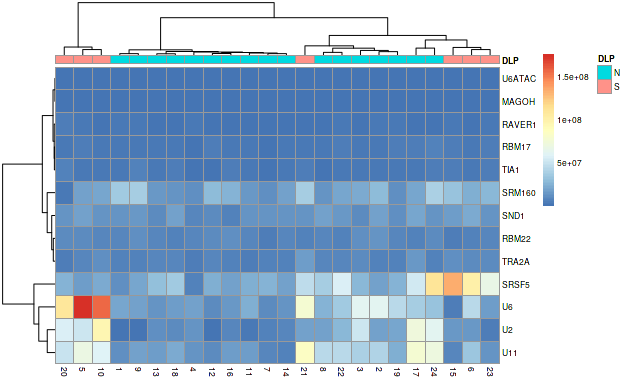 DLP
DLP
N
S
U6ATAC
MAGOH
RAVER1
RBM17
TIA1
SRM160
SND1
RBM22
TRA2A
SRSF5
U6
U2
U11
1.5e+08
1e+08
5e+07
20 5 10 1 9 13 18 4 12 16 11 7 14 21 8 22 3 2 19 17 24 15 6 23